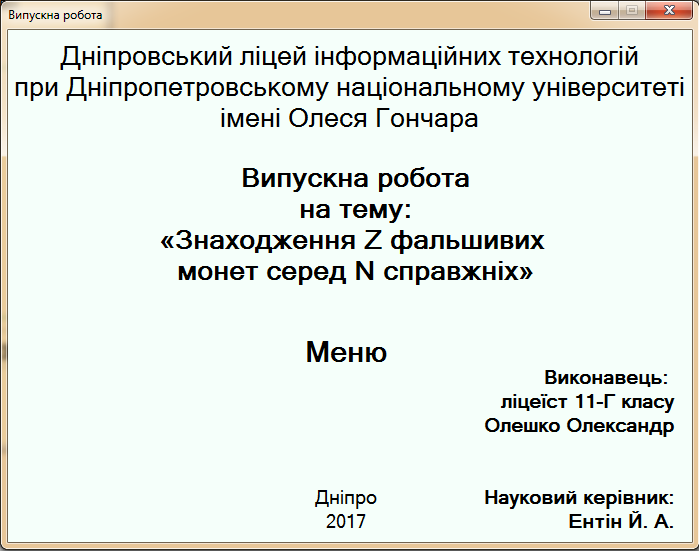 Випускна робота
Дніпровський ліцей інформаційних технологій
при Дніпропетровському національному університеті
імені Олеся Гончара
Випускна робота
на тему:
«Знаходження Z фальшивих
монет серед N справжніх»
Меню
Виконавець:
ліцеїст 11-Г класу
Олешко Олександр
Дніпро
2017
Науковий керівник:
Ентін Й. А.